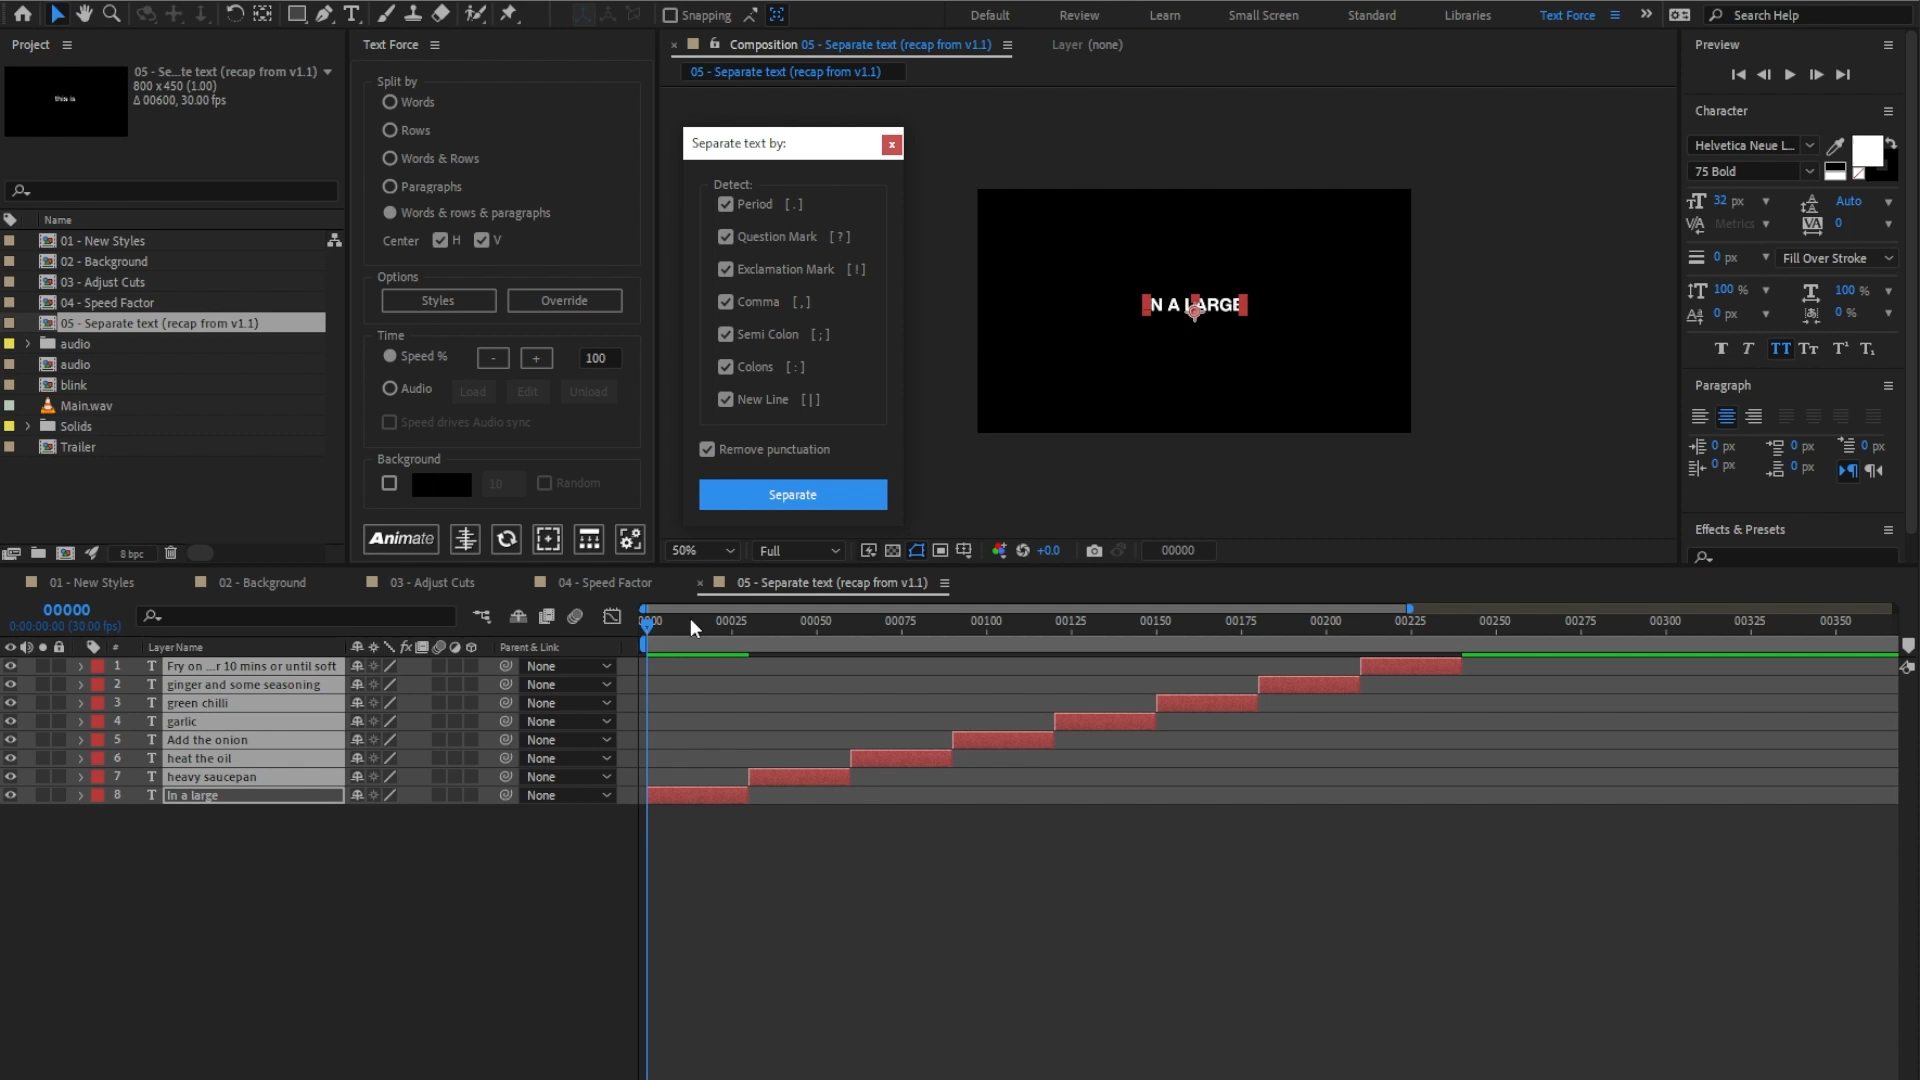 Snapping
Default
Review
Learn
Small Screen
Standard
Libraries
Text Force
Search Help
Project
05 - Se...te text (recap from v1.1)
800 x 450 (1.00)
Δ 00600, 30.00 fps
this is
Name
01 - New Styles
02 - Background
03 - Adjust Cuts
04 - Speed Factor
05 - Separate text (recap from v1.1)
audio
audio
blink
Main.wav
Solids
Trailer
8 bpc
Text Force
Split by
Words
Rows
Words & Rows
Paragraphs
Words & rows & paragraphs
Center H V
Options
Styles Override
Time
Speed % - + 100
Audio Load Edit Unload
Speed drives Audio sync
Background
10 Random
Animate
Composition 05 - Separate text (recap from v1.1)
Layer (none)
05 - Separate text (recap from v1.1)
Separate text by:
x
Detect:
Period [ . ]
Question Mark [ ? ]
Exclamation Mark [ ! ]
Comma [ , ]
Semi Colon [ ; ]
Colons [ : ]
New Line [ | ]
Remove punctuation
Separate
IN A LARGE
50% Full +0.0 00000
Preview
Character
Helvetica Neue L...
75 Bold
32 px Auto
Metrics 0
0 px Fill Over Stroke
100 % 100 %
0 px 0 %
Paragraph
0 px 0 px 0 px
0 px 0 px
Effects & Presets
01 - New Styles
02 - Background
03 - Adjust Cuts
04 - Speed Factor
05 - Separate text (recap from v1.1)
00000
0:00:00:00 (30.00 fps)
0000 00025 00050 00075 00100 00125 00150 00175 00200 00225 00250 00275 00300 00325 00350
# Layer Name Parent & Link
1 T Fry on ...r 10 mins or until soft None
2 T ginger and some seasoning None
3 T green chilli None
4 T garlic None
5 T Add the onion None
6 T heat the oil None
7 T heavy saucepan None
8 T In a large None